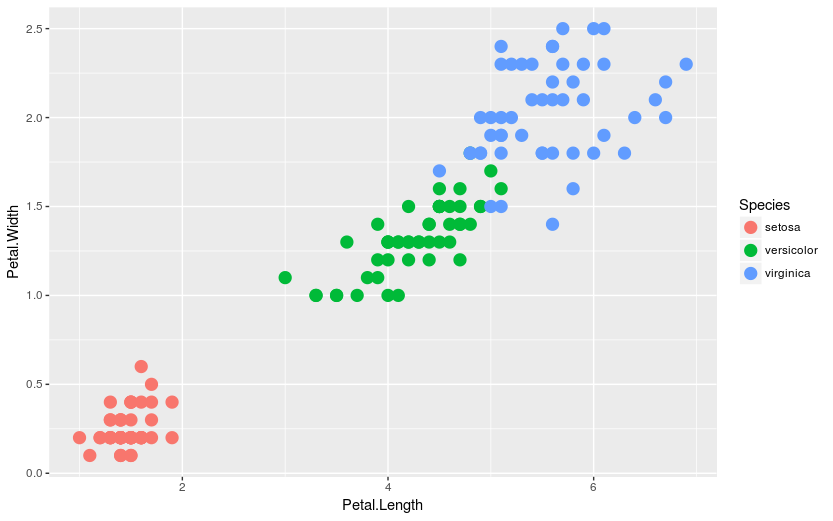 2.5
2.0
1.5
1.0
0.5
0.0
2 4 6
Petal.Length
Petal.Width
Species
setosa
versicolor
virginica